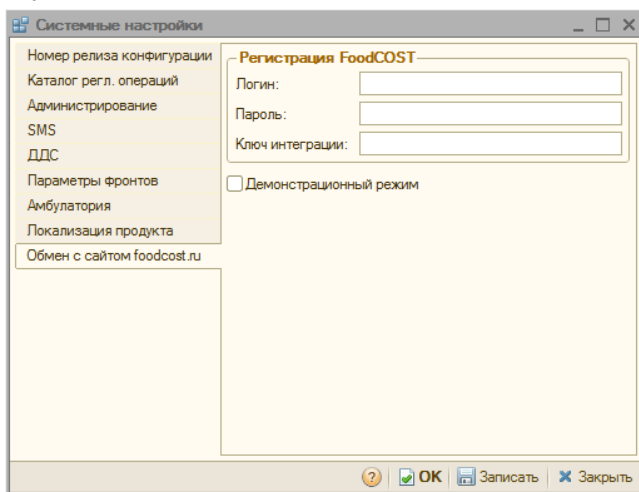 Системные настройки
Номер релиза конфигурации
Каталог регл. операций
Администрирование
SMS
ДДС
Параметры фронтов
Амбулатория
Локализация продукта
Обмен с сайтом foodcost.ru
Регистрация FoodCOST
Логин:
Пароль:
Ключ интеграции:
Демонстрационный режим
? OK Записать Закрыть